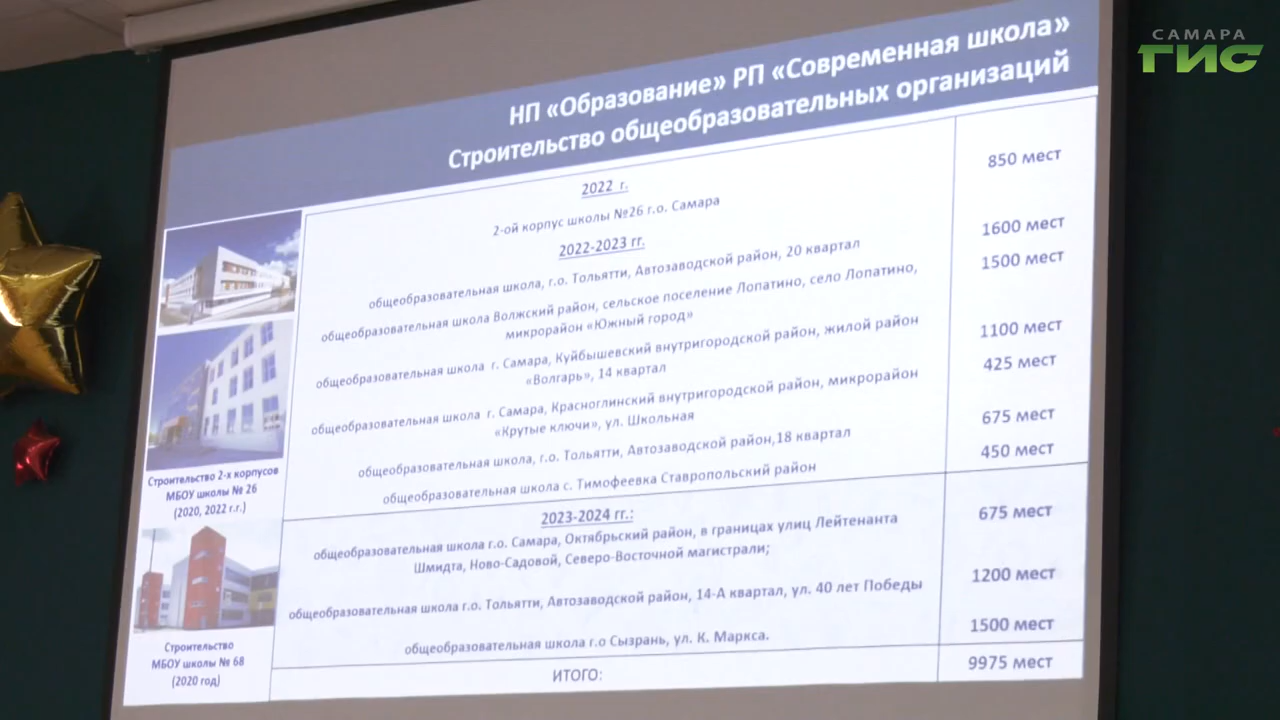 САМАРА
ГИС
НП «Образование» РП «Современная школа»
Строительство общеобразовательных организаций
2022 г.
850 мест
2-ой корпус школы №26 г.о. Самара
2022-2023 гг.
общеобразовательная школа, г.о. Тольятти, Автозаводской район, 20 квартал
1600 мест
общеобразовательная школа Волжский район, сельское поселение Лопатино, село Лопатино,
микрорайон «Южный город»
1500 мест
общеобразовательная школа г. Самара, Куйбышевский внутригородской район, жилой район
«Волгарь», 14 квартал
1100 мест
общеобразовательная школа г. Самара, Красноглинский внутригородской район, микрорайон
«Крутые ключи», ул. Школьная
425 мест
общеобразовательная школа, г.о. Тольятти, Автозаводской район,18 квартал
675 мест
общеобразовательная школа с. Тимофеевка Ставропольский район
450 мест
2023-2024 гг.:
общеобразовательная школа г.о. Самара, Октябрьский район, в границах улиц Лейтенанта
Шмидта, Ново-Садовой, Северо-Восточной магистрали;
675 мест
общеобразовательная школа г.о. Тольятти, Автозаводской район, 14-А квартал, ул. 40 лет Победы
1200 мест
общеобразовательная школа г.о Сызрань, ул. К. Маркса.
1500 мест
ИТОГО:
9975 мест
Строительство 2-х корпусов
МБОУ школы № 26
(2020, 2022 г.г.)
Строительство
МБОУ школы № 68
(2020 год)